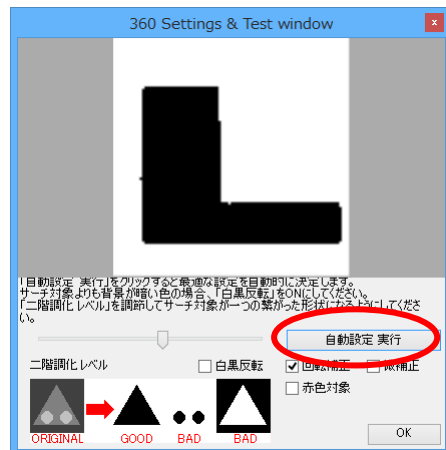 360 Settings & Test window
x
「自動設定 実行」をクリックすると最適な設定を自動的に決定します。
サーチ対象よりも背景が暗い色の場合、「白黒反転」をONにしてください。
「二階調化レベル」を調節してサーチ対象が一つの繋がった形状になるようにしてくださ
い。
自動設定 実行
二階調化レベル
白黒反転
回転補正
微補正
赤色対象
ORIGINAL GOOD BAD BAD
OK